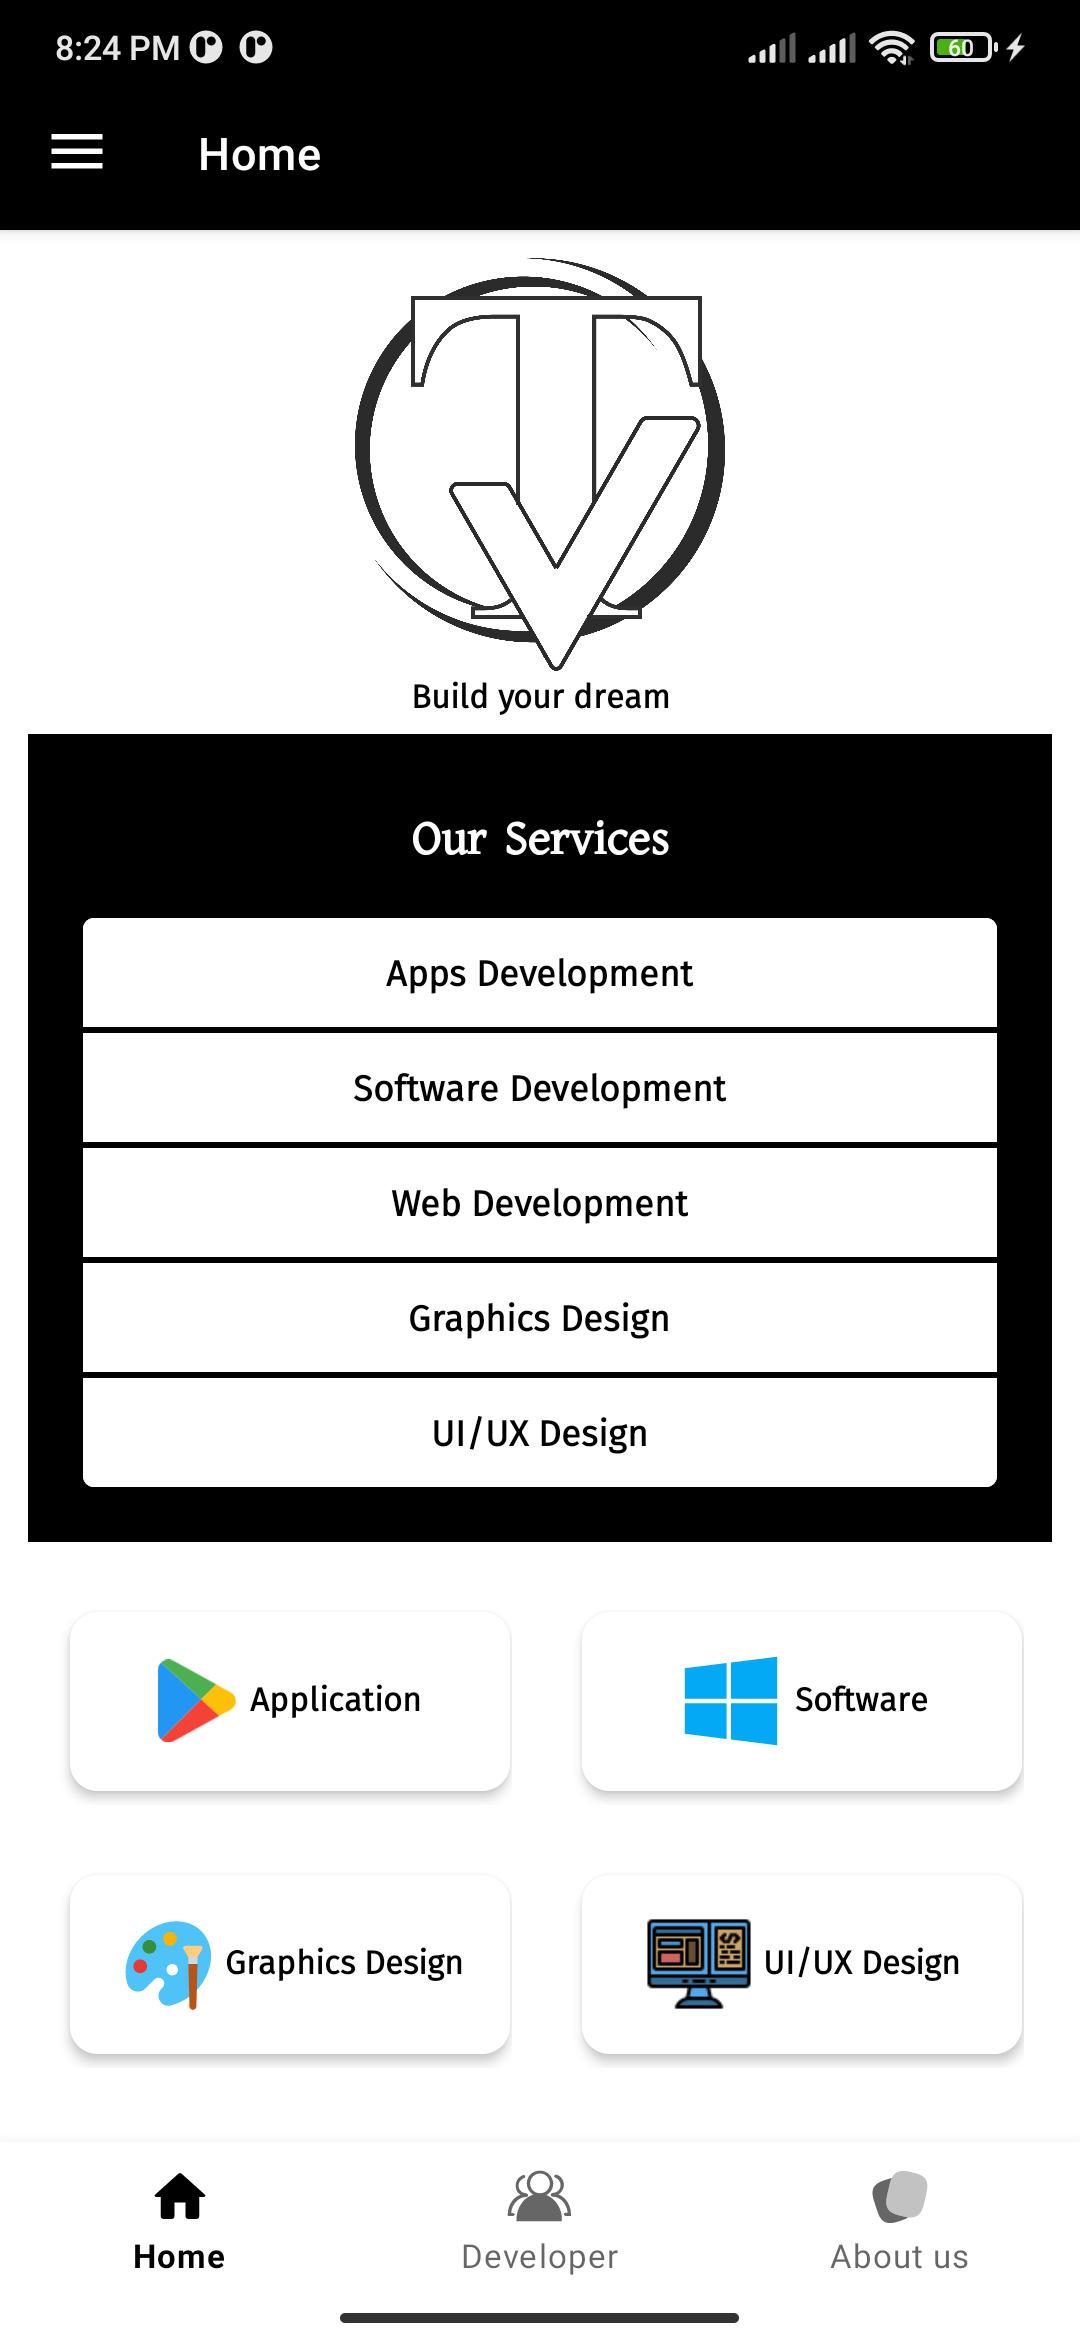 8:24 PM
60
Home
TV
Build your dream
Our Services
Apps Development
Software Development
Web Development
Graphics Design
UI/UX Design
Application
Software
Graphics Design
UI/UX Design
Home
Developer
About us